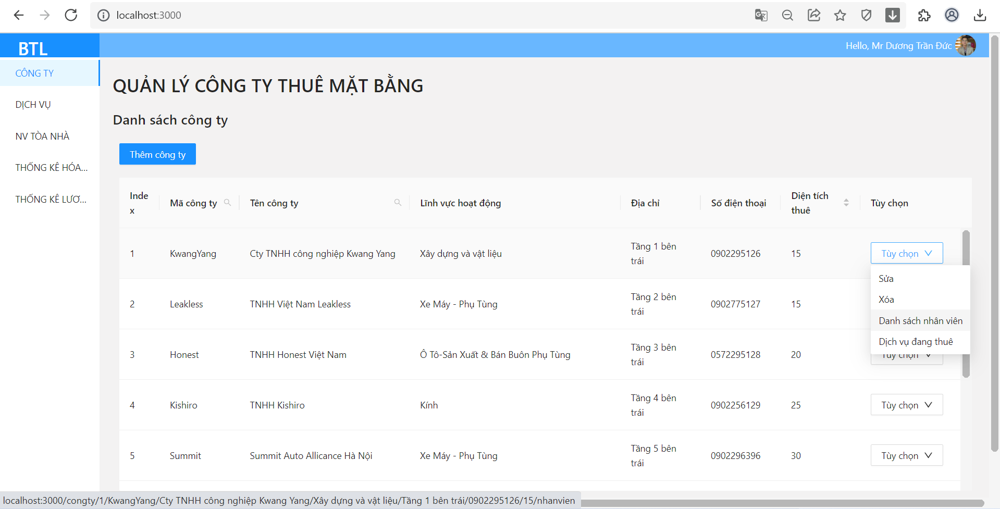 localhost:3000
BTL
Hello, Mr Dương Trần Đức
CÔNG TY
DỊCH VỤ
NV TÒA NHÀ
THỐNG KÊ HÓA...
THỐNG KÊ LƯƠ...
QUẢN LÝ CÔNG TY THUÊ MẶT BẰNG
Danh sách công ty
Thêm công ty
Inde
x
Mã công ty
Tên công ty
Lĩnh vực hoạt động
Địa chỉ
Số điện thoại
Diện tích
thuê
Tùy chọn
1
KwangYang
Cty TNHH công nghiệp Kwang Yang
Xây dựng và vật liệu
Tầng 1 bên
trái
0902295126
15
Tùy chọn
Sửa
Xóa
Danh sách nhân viên
Dịch vụ đang thuê
2
Leakless
TNHH Việt Nam Leakless
Xe Máy - Phụ Tùng
Tầng 2 bên
trái
0902775127
15
3
Honest
TNHH Honest Việt Nam
Ô Tô-Sản Xuất & Bán Buôn Phụ Tùng
Tầng 3 bên
trái
0572295128
20
Tùy chọn
4
Kishiro
TNHH Kishiro
Kính
Tầng 4 bên
trái
0902256129
25
Tùy chọn
5
Summit
Summit Auto Allicance Hà Nội
Xe Máy - Phụ Tùng
Tầng 5 bên
trái
0902296396
30
Tùy chọn
localhost:3000/congty/1/KwangYang/Cty TNHH công nghiệp Kwang Yang/Xây dựng và vật liệu/Tầng 1 bên trái/0902295126/15/nhanvien